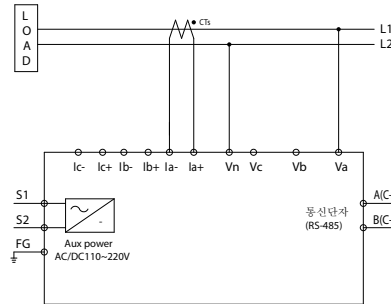 LOAD
CTs
L1
L2
Ic- Ic+ Ib- Ib+ Ia- Ia+ Vn Vc Vb Va
S1
S2
FG
Aux power
AC/DC110~220V
통신단자
(RS-485)
A(C-
B(C-